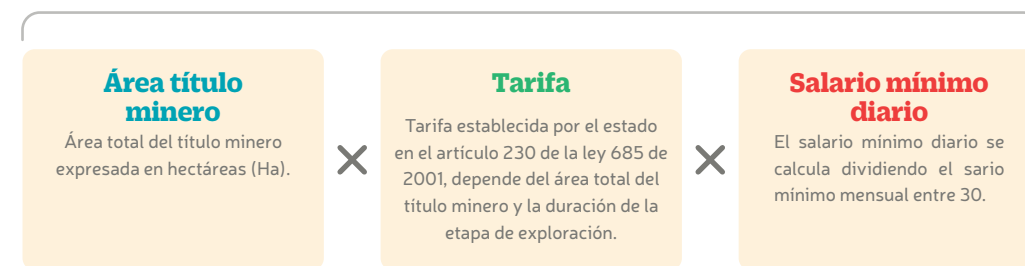 Área título
minero
Área total del título minero
expresada en hectáreas (Ha).
Tarifa
Tarifa establecida por el estado
en el artículo 230 de la ley 685 de
2001, depende del área total del
título minero y la duración de la
etapa de exploración.
Salario mínimo
diario
El salario mínimo diario se
calcula dividiendo el sario
mínimo mensual entre 30.